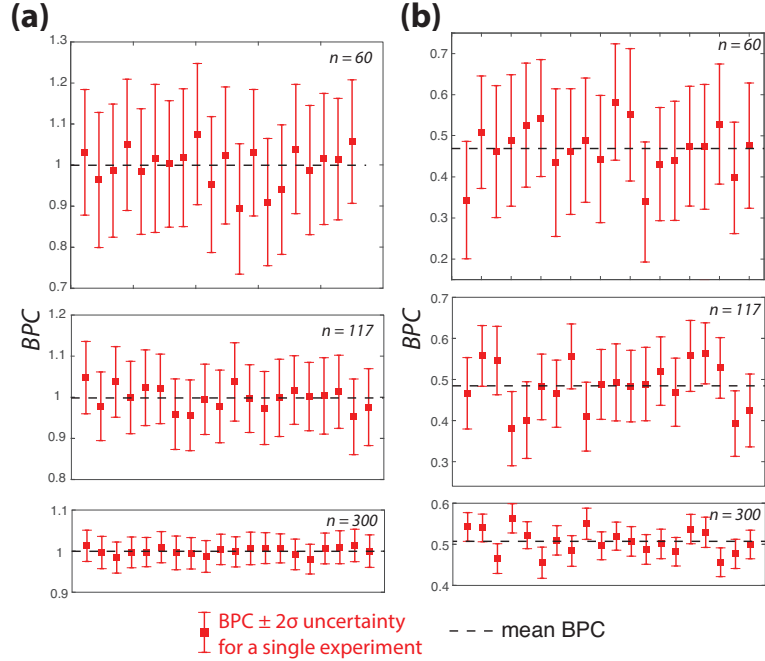 (a)
(b)
1.3
1.2
1.1
1
0.9
0.8
0.7
n = 60
0.7
0.6
0.5
0.4
0.3
0.2
n = 60
BPC
1.2
1.1
1
0.9
0.8
n = 117
BPC
0.7
0.6
0.5
0.4
0.3
0.2
n = 117
1.1
1
0.9
n = 300
0.6
0.5
0.4
n = 300
BPC ± 2σ uncertainty
for a single experiment
mean BPC